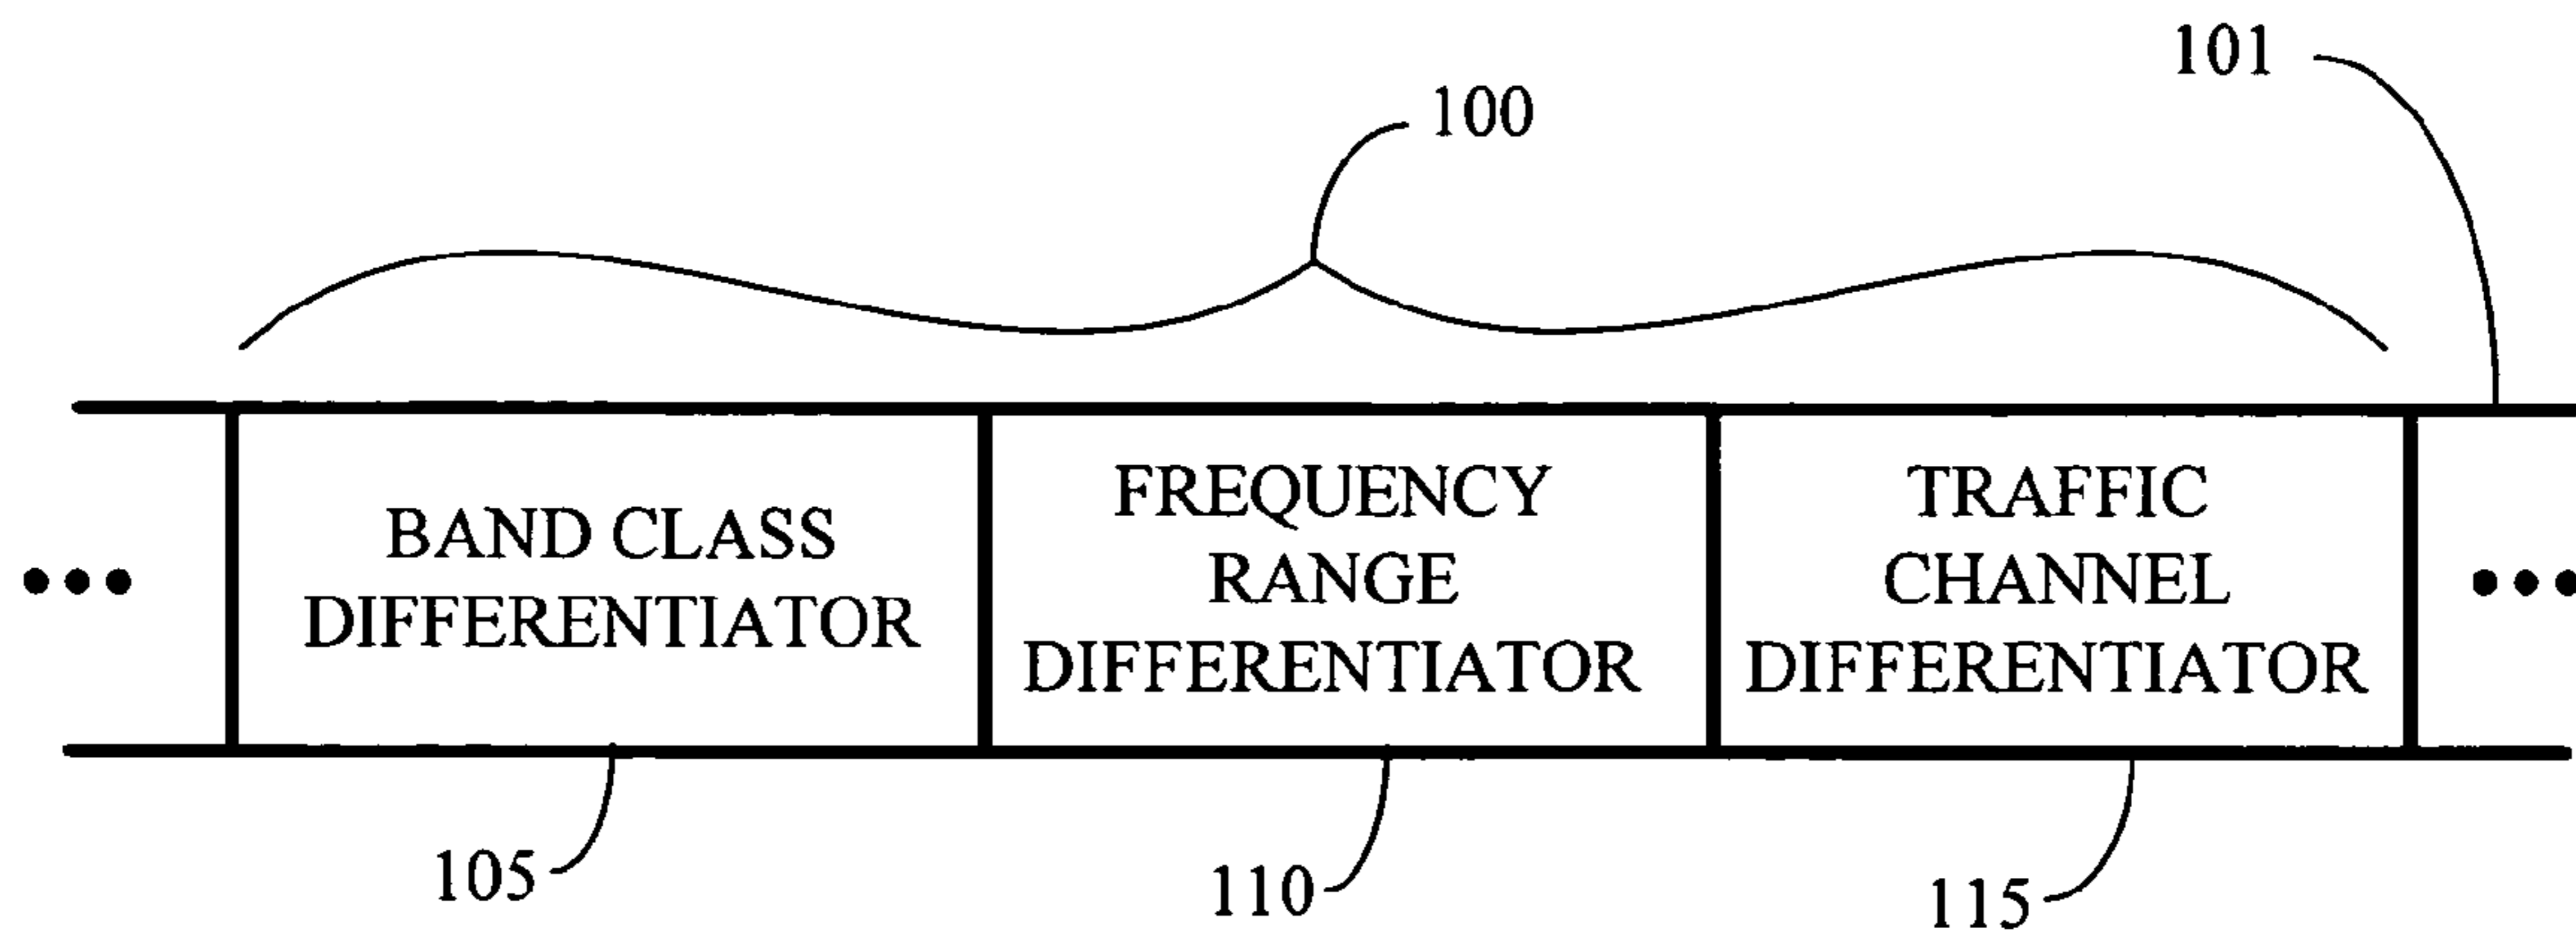 101
100
BAND CLASS
DIFFERENTIATOR
FREQUENCY
RANGE
DIFFERENTIATOR
TRAFFIC
CHANNEL
DIFFERENTIATOR
105
110
115